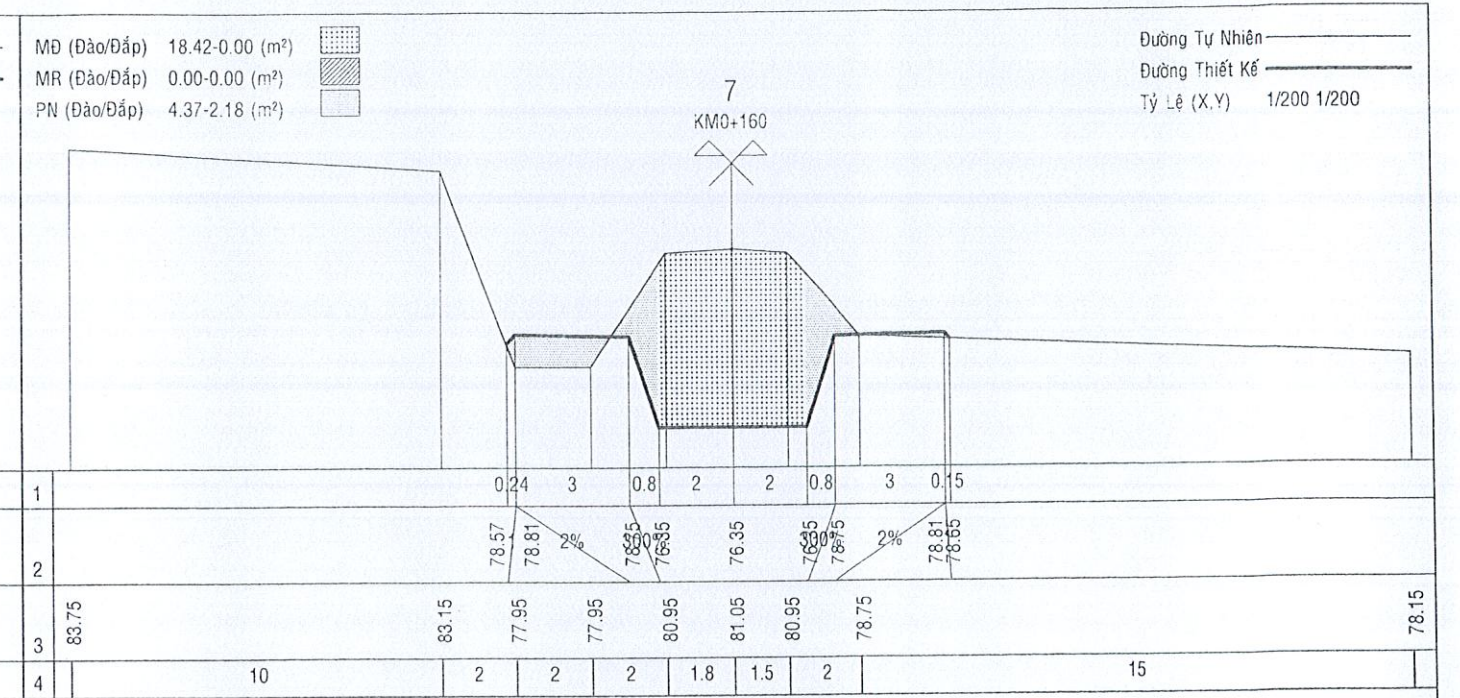 MĐ (Đào/Đắp) 18.42-0.00 (m²)
MR (Đào/Đắp) 0.00-0.00 (m²)
PN (Đào/Đắp) 4.37-2.18 (m²)
Đường Tự Nhiên
Đường Thiết Kế
Tỷ Lệ (X,Y) 1/200 1/200
7
KM0+160
1 0.24 3 0.8 2 2 0.8 3 0.15
2 78.57 78.81 2% 300% 76.35 76.35 2% 78.81 78.65
3 83.75 83.15 77.95 77.95 80.95 81.05 80.95 78.75 78.15
4 10 2 2 2 1.8 1.5 2 15